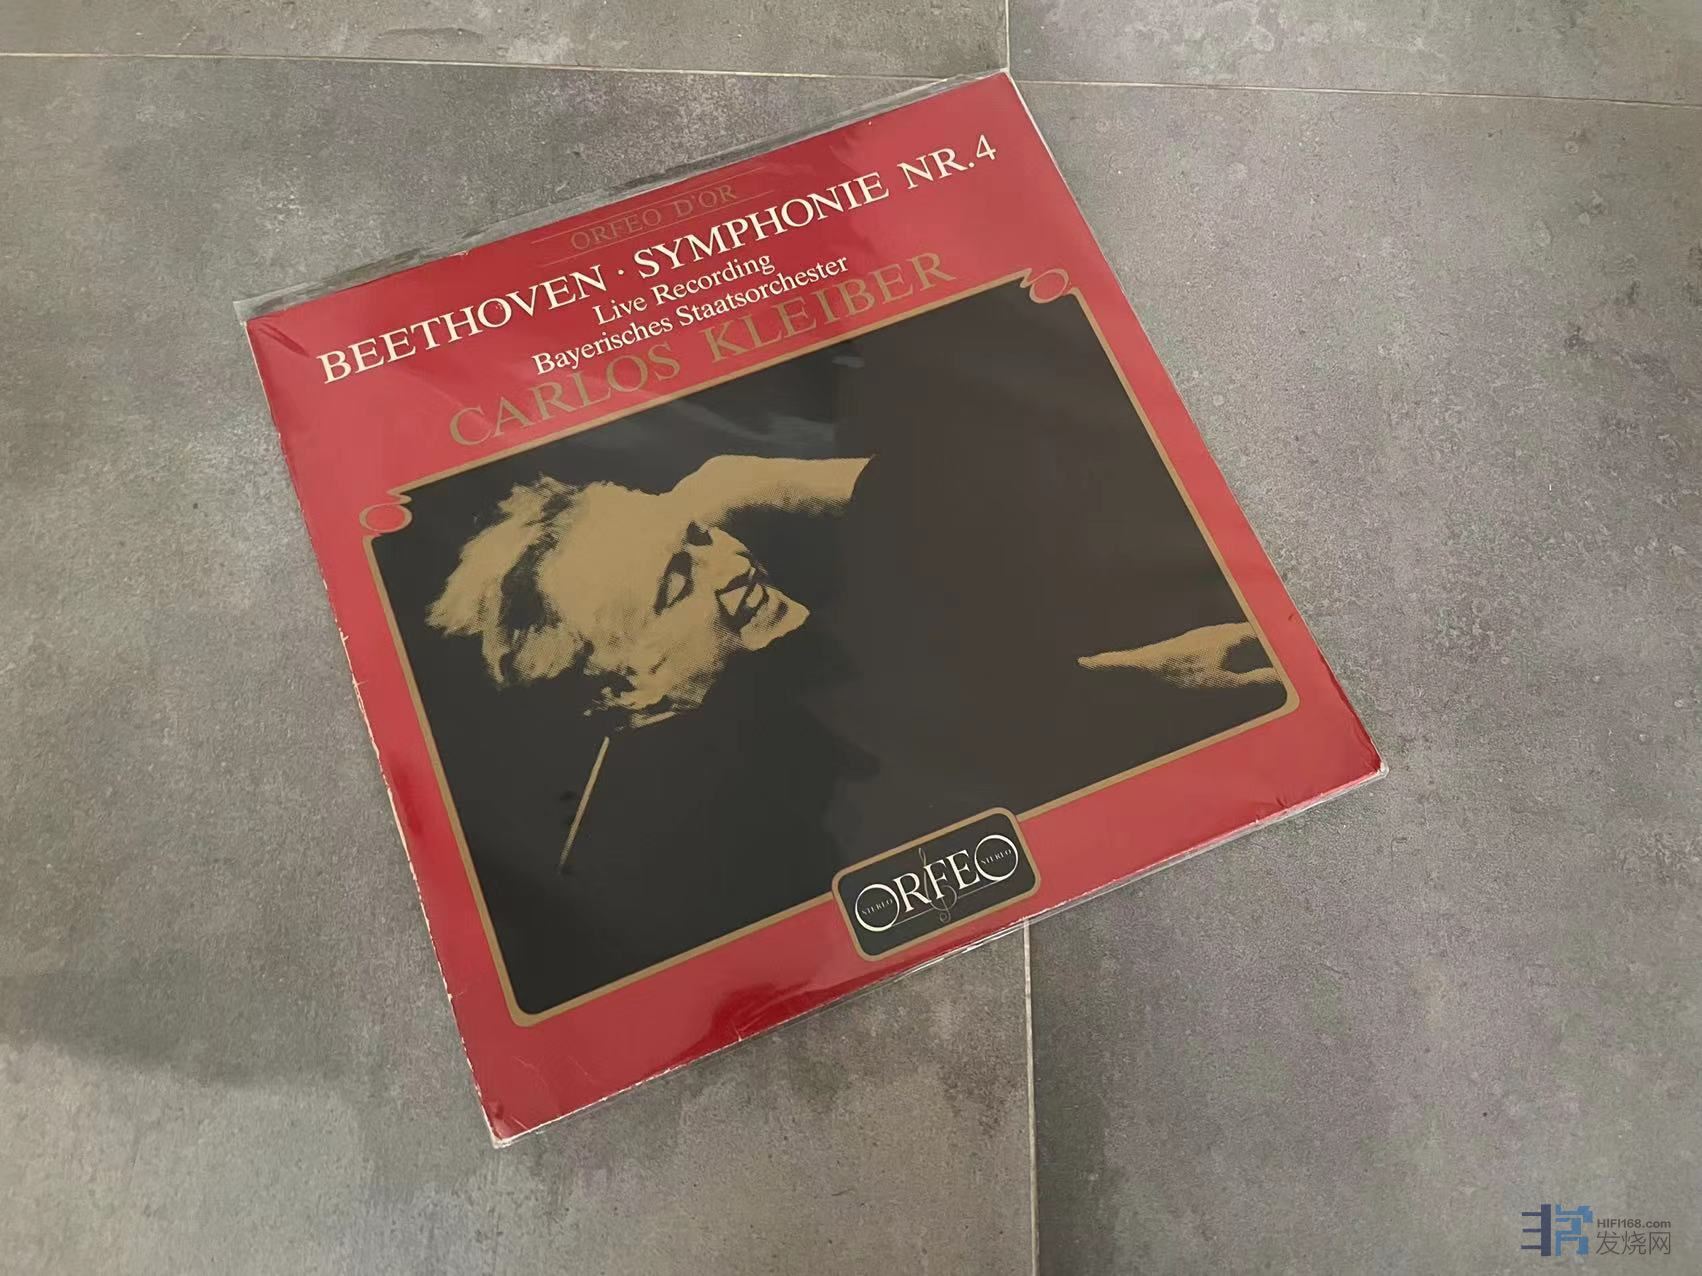 ORFEO D'OR
BEETHOVEN · SYMPHONIE NR.4
Live Recording
Bayerisches Staatsorchester
CARLOS KLEIBER
STEREO ORFEO STEREO
HIFI168.com
发烧网